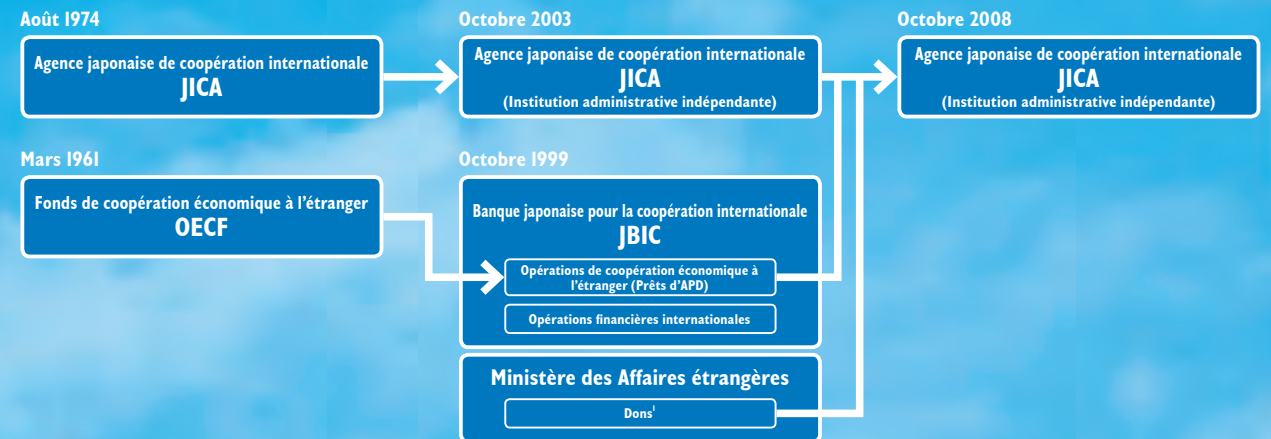 Août 1974
Agence japonaise de coopération internationale
JICA
Octobre 2003
Agence japonaise de coopération internationale
JICA
(Institution administrative indépendante)
Octobre 2008
Agence japonaise de coopération internationale
JICA
(Institution administrative indépendante)
Mars 1961
Fonds de coopération économique à l'étranger
OECF
Octobre 1999
Banque japonaise pour la coopération internationale
JBIC
Opérations de coopération économique à
l'étranger (Prêts d'APD)
Opérations financières internationales
Ministère des Affaires étrangères
Dons¹